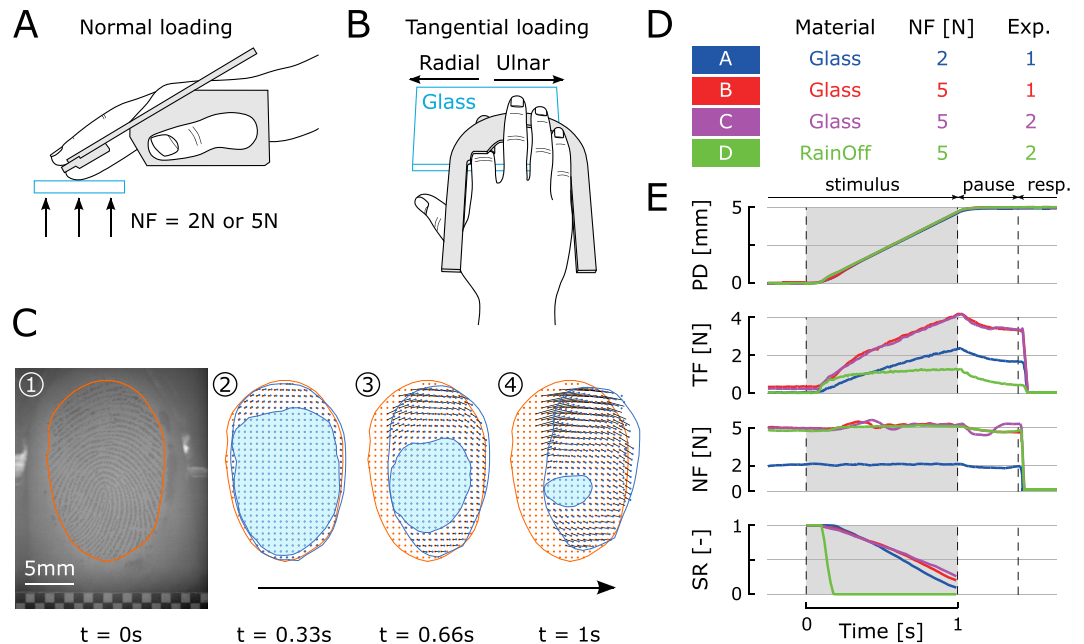 A
Normal loading
NF = 2N or 5N
B
Tangential loading
Radial
Ulnar
Glass
C
1
2
3
4
5mm
t = 0s
t = 0.33s
t = 0.66s
t = 1s
D
Material NF [N] Exp.
A Glass 2 1
B Glass 5 1
C Glass 5 2
D RainOff 5 2
E
stimulus pause resp.
PD [mm]
5
0
TF [N]
4
2
0
NF [N]
5
2
0
SR [-]
1
0
0 1
Time [s]